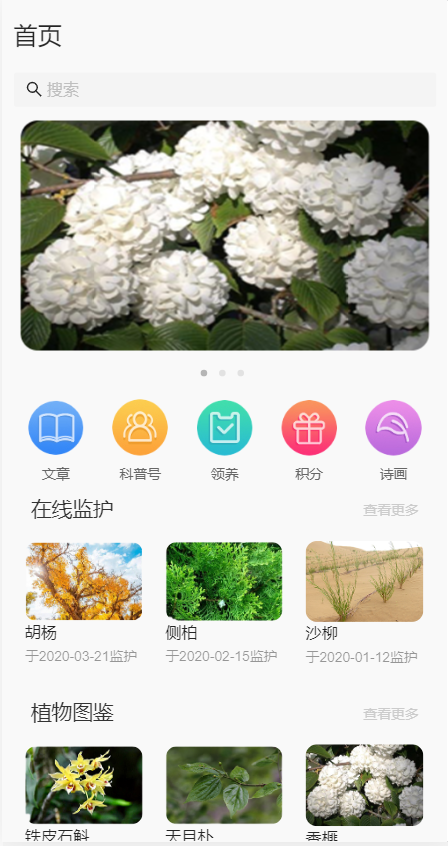 首页
搜索
文章 科普号 领养 积分 诗画
在线监护 查看更多
胡杨 侧柏 沙柳
于2020-03-21监护 于2020-02-15监护 于2020-01-12监护
植物图鉴 查看更多
铁皮石斛 天目朴 香榧